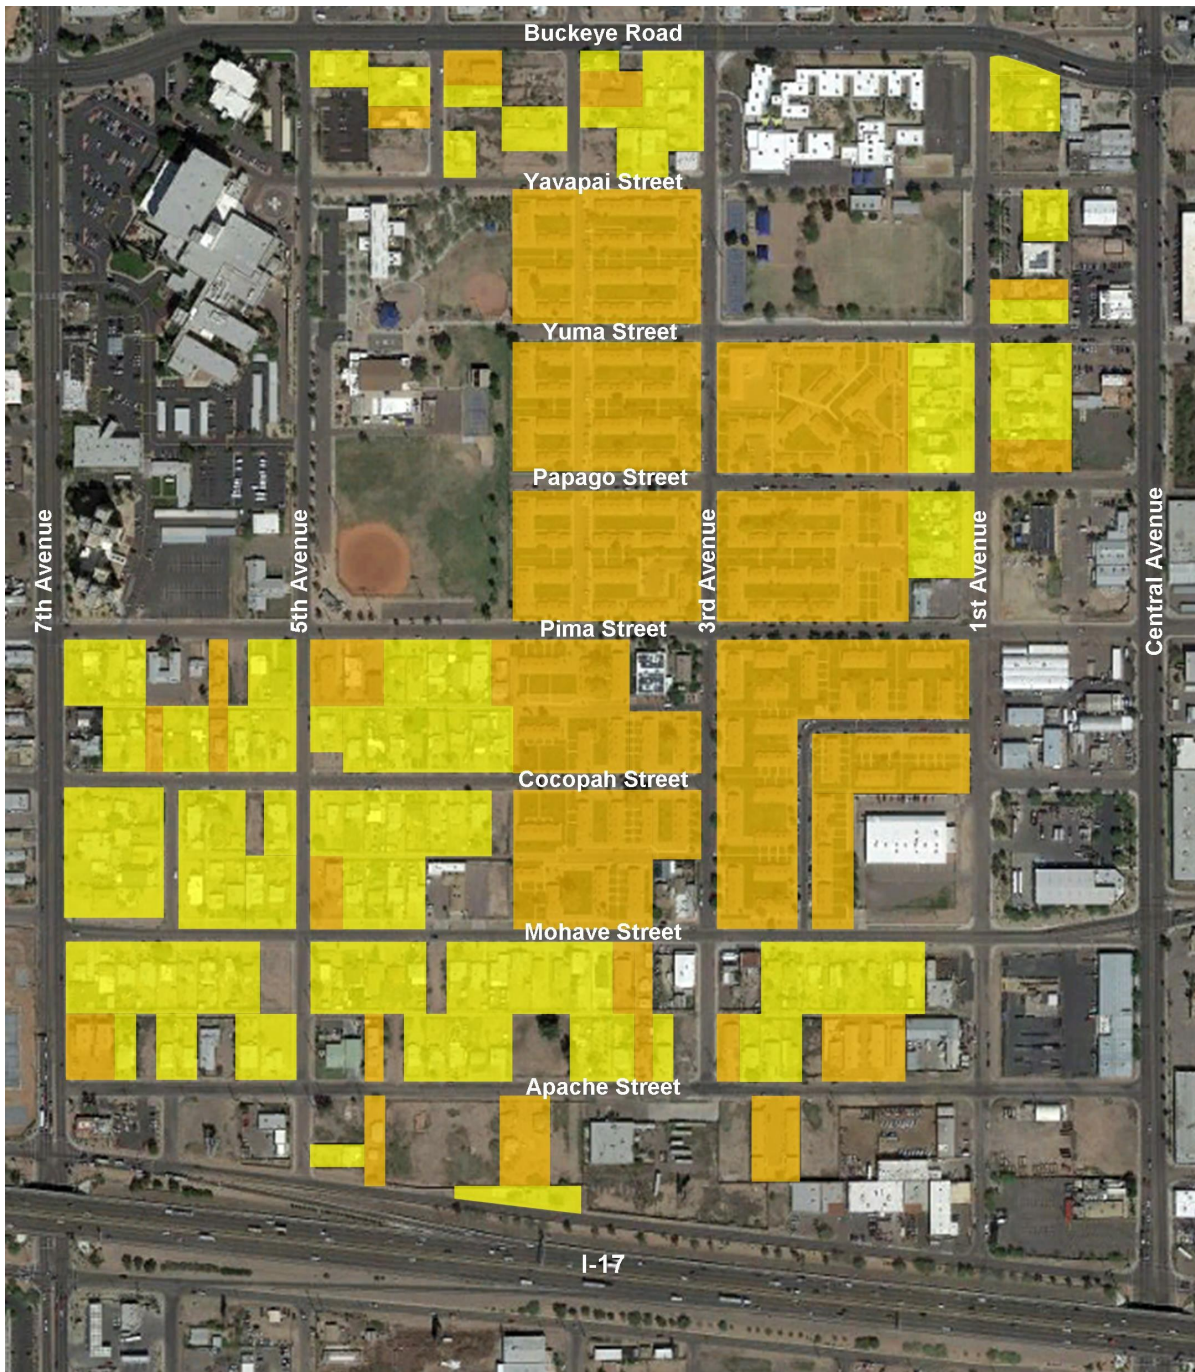 Buckeye Road
Yavapai Street
Yuma Street
Papago Street
7th Avenue
5th Avenue
3rd Avenue
1st Avenue
Central Avenue
Pima Street
Cocopah Street
Mohave Street
Apache Street
I-17